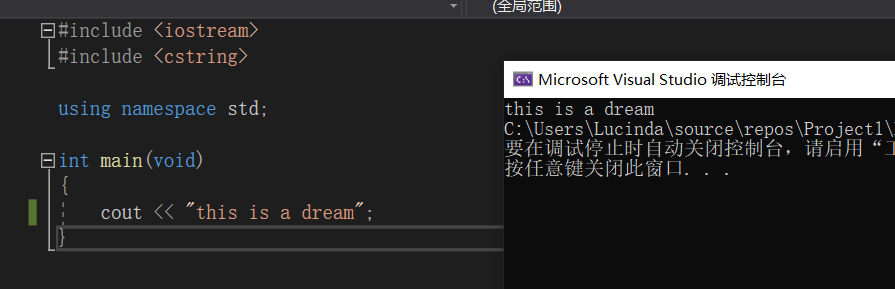 (全局范围)
#include <iostream>
#include <cstring>
using namespace std;
int main(void)
{
cout << "this is a dream";
}
Microsoft Visual Studio 调试控制台
this is a dream
C:\Users\Lucinda\source\repos\Project1\
要在调试停止时自动关闭控制台，请启用“工
按任意键关闭此窗口. . .